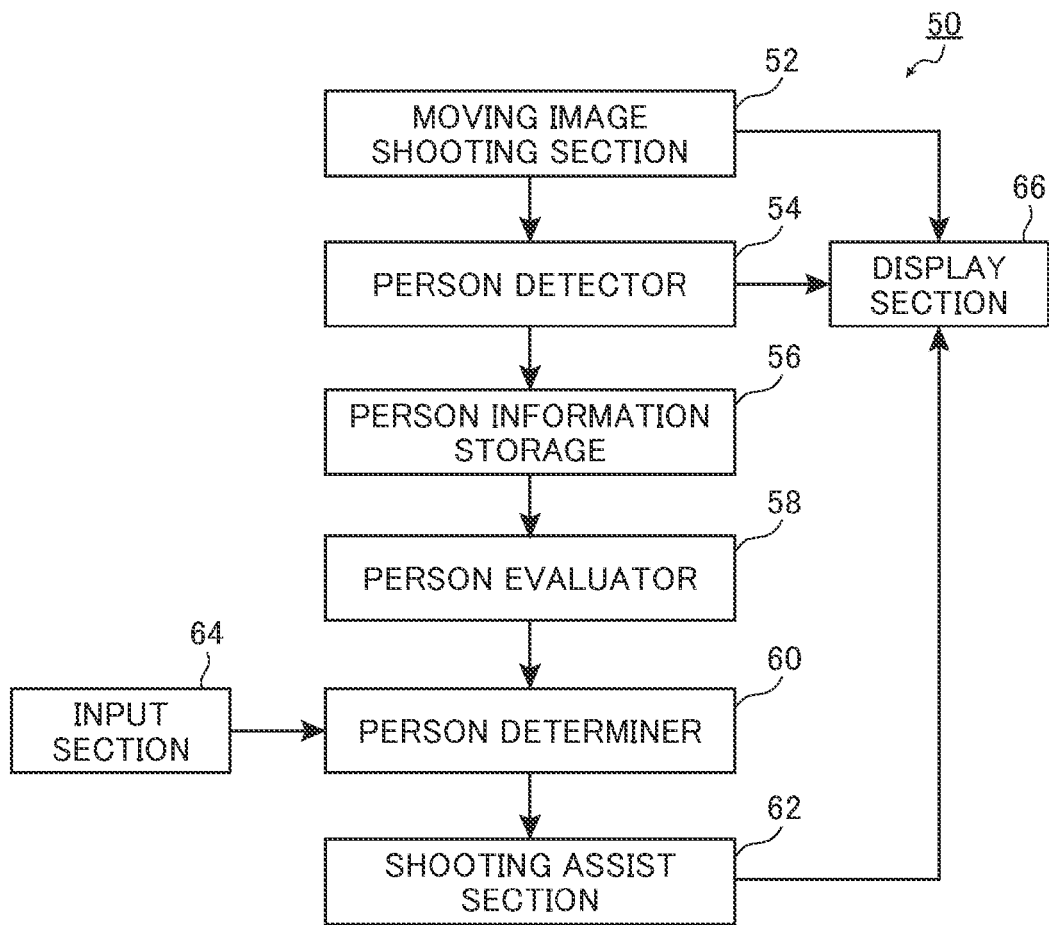 50
52
MOVING IMAGE
SHOOTING SECTION
54
66
PERSON DETECTOR
DISPLAY
SECTION
56
PERSON INFORMATION
STORAGE
58
PERSON EVALUATOR
64
60
INPUT
SECTION
PERSON DETERMINER
62
SHOOTING ASSIST
SECTION